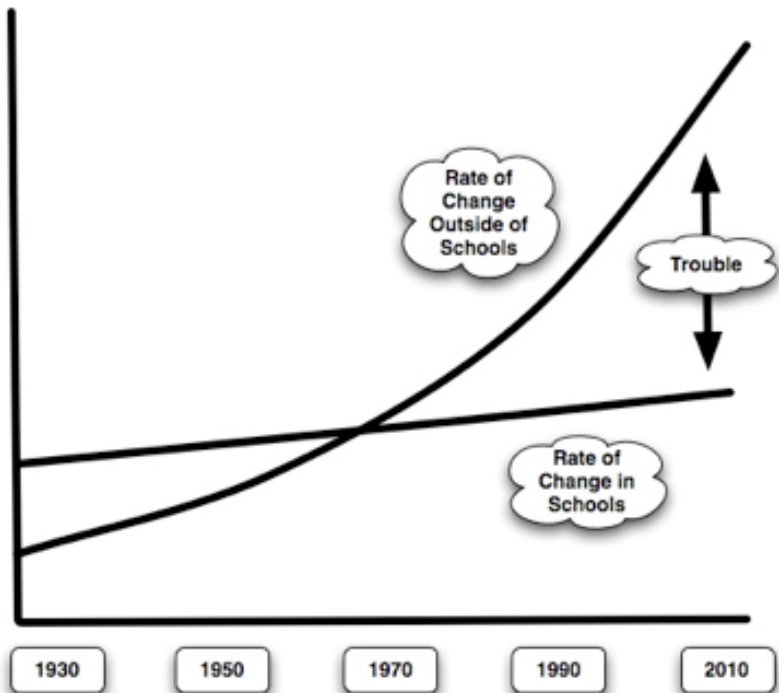 Rate of
Change
Outside of
Schools
Trouble
Rate of
Change in
Schools
1930
1950
1970
1990
2010